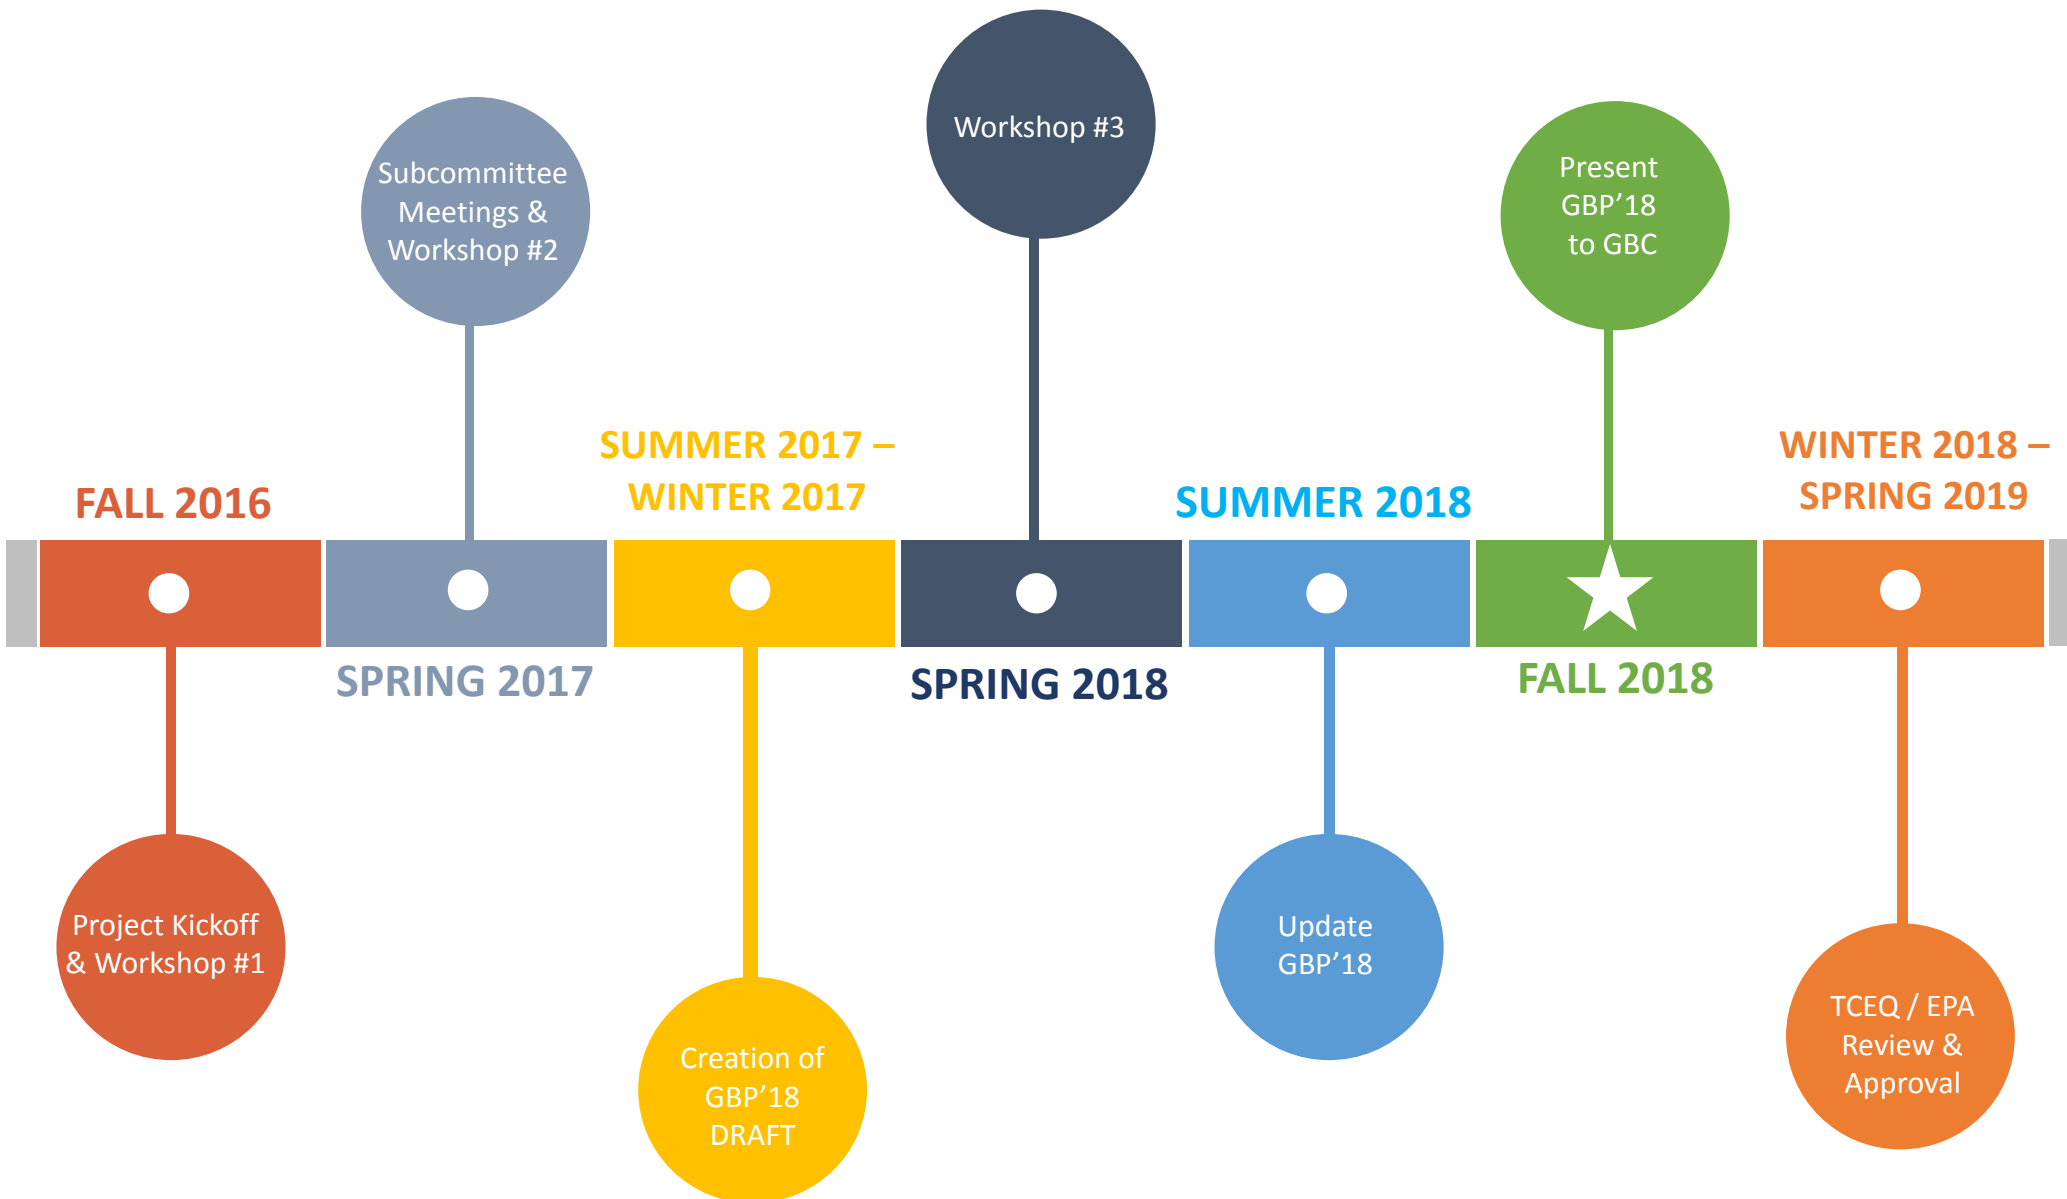 FALL 2016
Project Kickoff
& Workshop #1
Subcommittee
Meetings &
Workshop #2
SPRING 2017
SUMMER 2017 –
WINTER 2017
Creation of
GBP’18
DRAFT
Workshop #3
SPRING 2018
SUMMER 2018
Update
GBP’18
Present
GBP’18
to GBC
FALL 2018
WINTER 2018 –
SPRING 2019
TCEQ / EPA
Review &
Approval